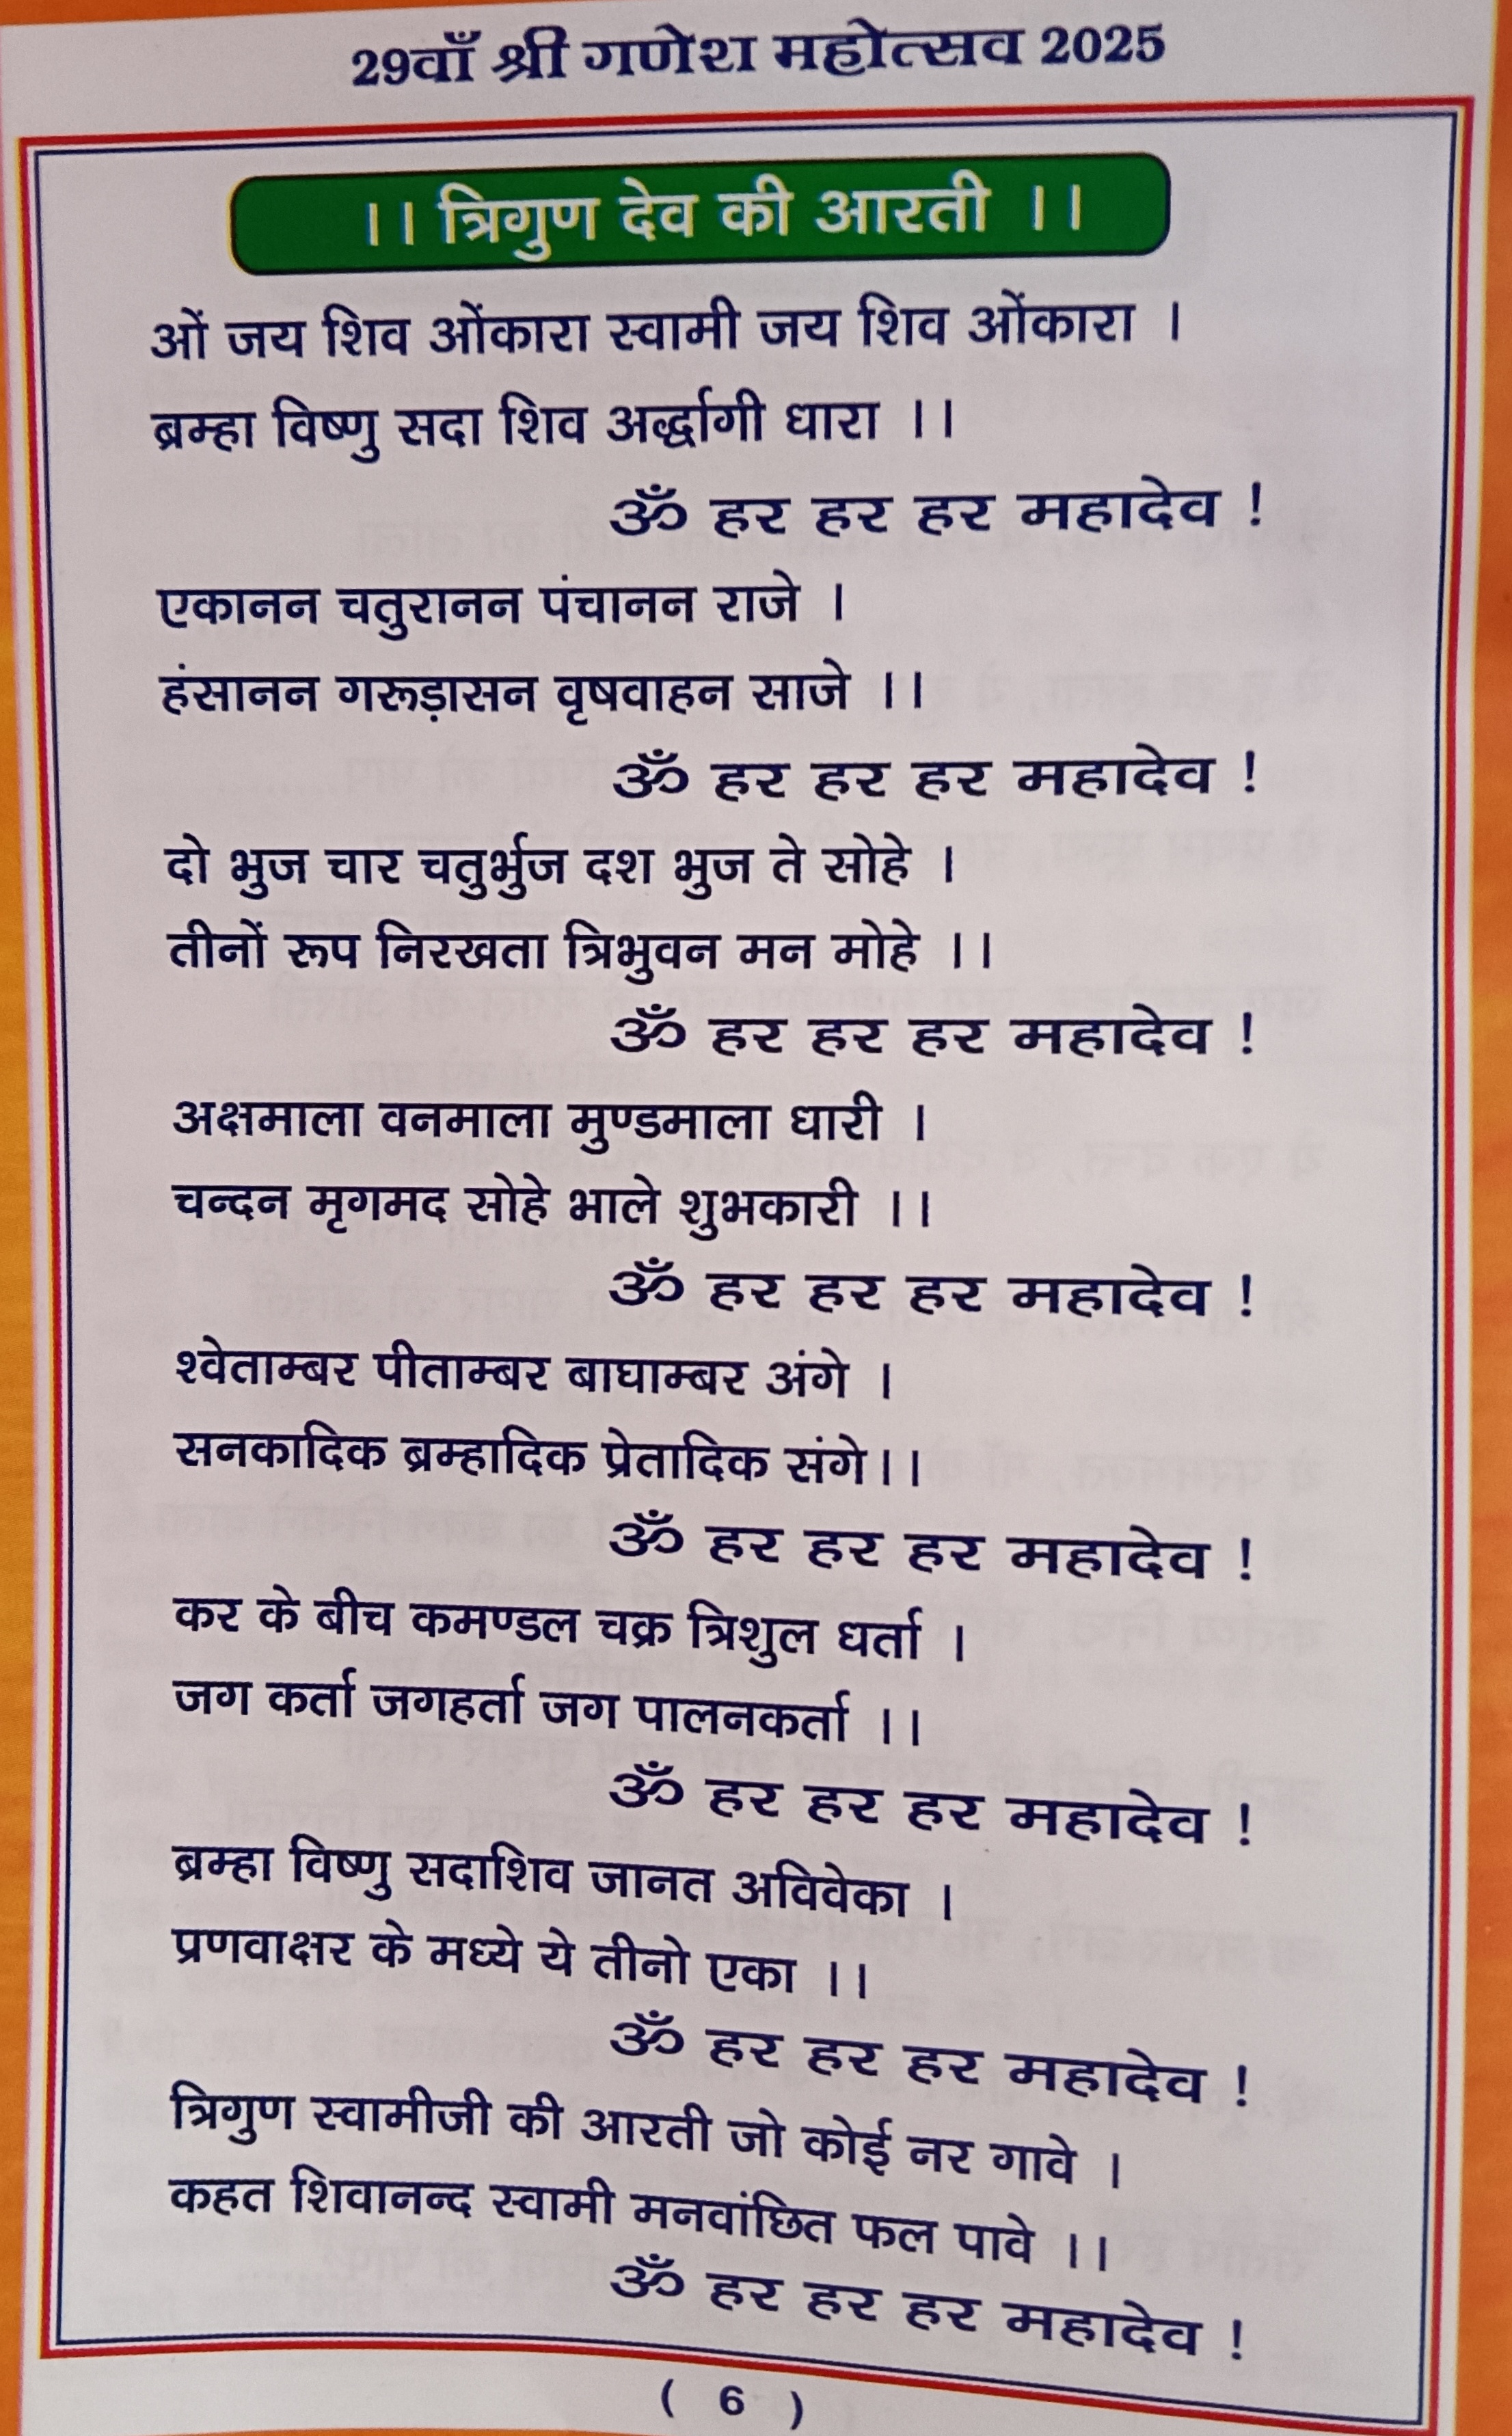 29वाँ श्री गणेश महोत्सव 2025
।। त्रिगुण देव की आरती ।।
ओं जय शिव ओंकारा स्वामी जय शिव ओंकारा ।
ब्रम्हा विष्णु सदा शिव अर्द्धागी धारा ।।
ॐ हर हर हर महादेव !
एकानन चतुरानन पंचानन राजे ।
हंसानन गरूड़ासन वृषवाहन साजे ।।
ॐ हर हर हर महादेव !
दो भुज चार चतुर्भुज दश भुज ते सोहे ।
तीनों रूप निरखता त्रिभुवन मन मोहे ।।
ॐ हर हर हर महादेव !
अक्षमाला वनमाला मुण्डमाला धारी ।
चन्दन मृगमद सोहे भाले शुभकारी ।।
ॐ हर हर हर महादेव !
श्वेताम्बर पीताम्बर बाघाम्बर अंगे ।
सनकादिक ब्रम्हादिक प्रेतादिक संगे।।
ॐ हर हर हर महादेव !
कर के बीच कमण्डल चक्र त्रिशुल धर्ता ।
जग कर्ता जगहर्ता जग पालनकर्ता ।।
ॐ हर हर हर महादेव !
ब्रम्हा विष्णु सदाशिव जानत अविवेका ।
प्रणवाक्षर के मध्ये ये तीनो एका ।।
ॐ हर हर हर महादेव !
त्रिगुण स्वामीजी की आरती जो कोई नर गावे ।
कहत शिवानन्द स्वामी मनवांछित फल पावे ।।
ॐ हर हर हर महादेव !
( 6 )